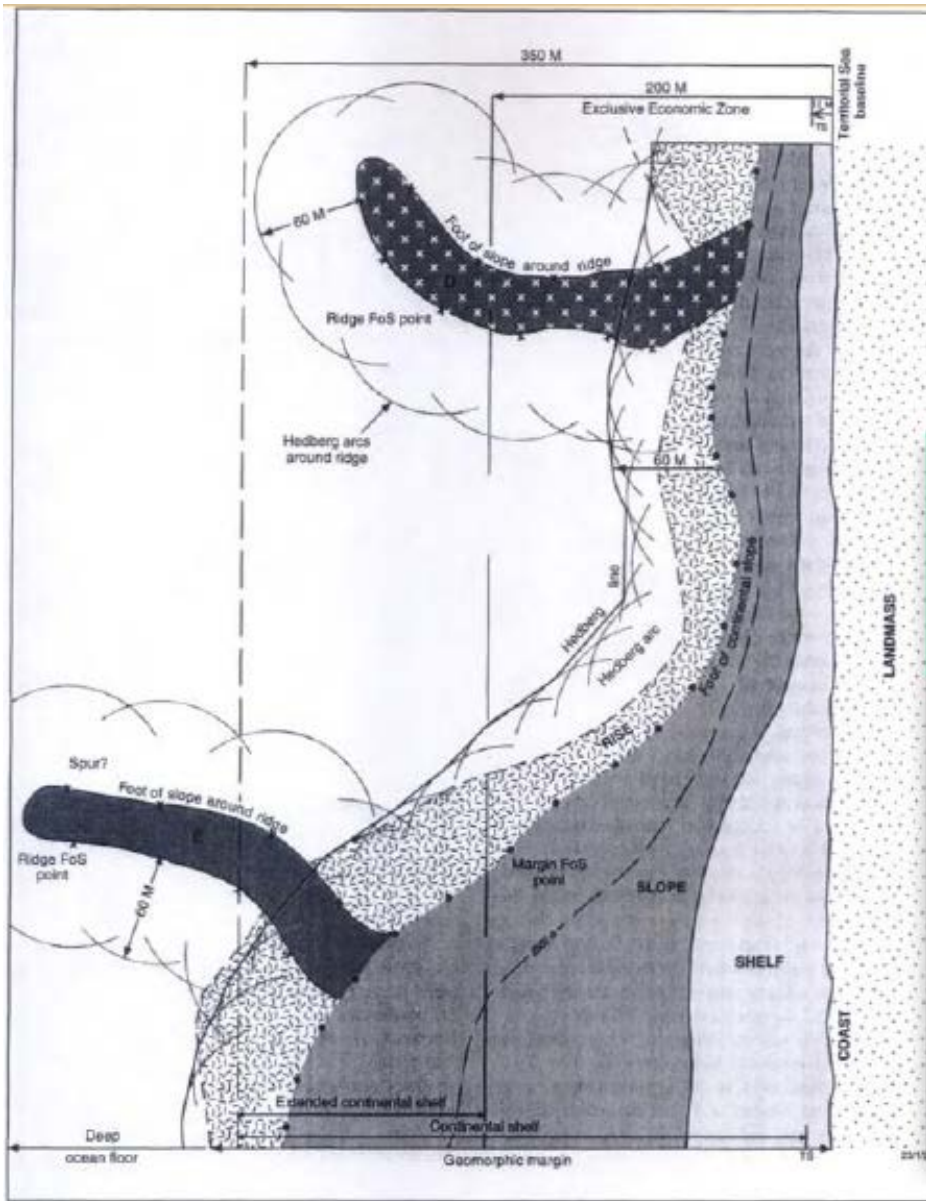 350 M
200 M
Exclusive Economic Zone
Territorial Sea
baseline
60 M
Foot of slope around ridge
D
Ridge FoS point
Hedberg arcs
around ridge
60 M
Hedberg
line
Hedberg arc
Foot of continental slope
LANDMASS
RISE
Spur?
Foot of slope around ridge
E
Ridge FoS
point
60 M
Margin FoS
point
SLOPE
SHELF
COAST
Extended continental shelf
Continental shelf
TS
Deep
ocean floor
Geomorphic margin